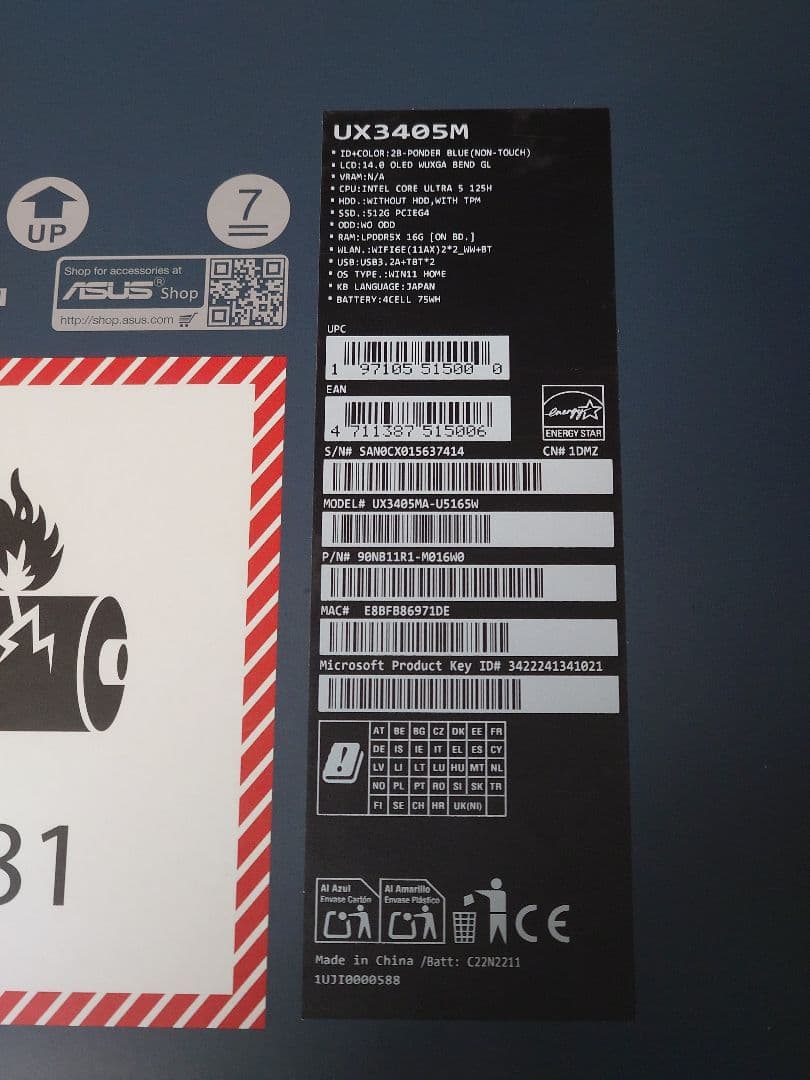 UX3405M
ID+COLOR:2B-PONDER BLUE(NON-TOUCH)
LCD:14.0 OLED WUXGA BEND GL
VRAM:N/A
CPU:INTEL CORE ULTRA 5 125H
HDD.:WITHOUT HDD,WITH TPM
SSD.:512G PCIEG4
ODD:WO ODD
RAM:LPDDR5X 16G [ON BD.]
WLAN.:WIFI6E(11AX)2*2_WW+BT
USB:USB3.2A+TBT*2
OS TYPE.:WIN11 HOME
KB LANGUAGE:JAPAN
BATTERY:4CELL 75WH
UP
7
Shop for accessories at
ASUS® Shop
http://shop.asus.com
UPC
1 97105 51500 0
EAN
4 711387 515006
energy
ENERGY STAR
S/N# SAN0CX015637414 CN# 1DMZ
MODEL# UX3405MA-U5165W
P/N# 90NB11R1-M016W0
MAC# E8BFB86971DE
Microsoft Product Key ID# 3422241341021
AT BE BG CZ DK EE FR
DE IS IE IT EL ES CY
LV LI LT LU HU MT NL
NO PL PT RO SI SK TR
FI SE CH HR UK(NI)
31
Al Azul
Envase Cartón
Al Amarillo
Envase Plástico
CE
Made in China /Batt: C22N2211
1UJI0000588